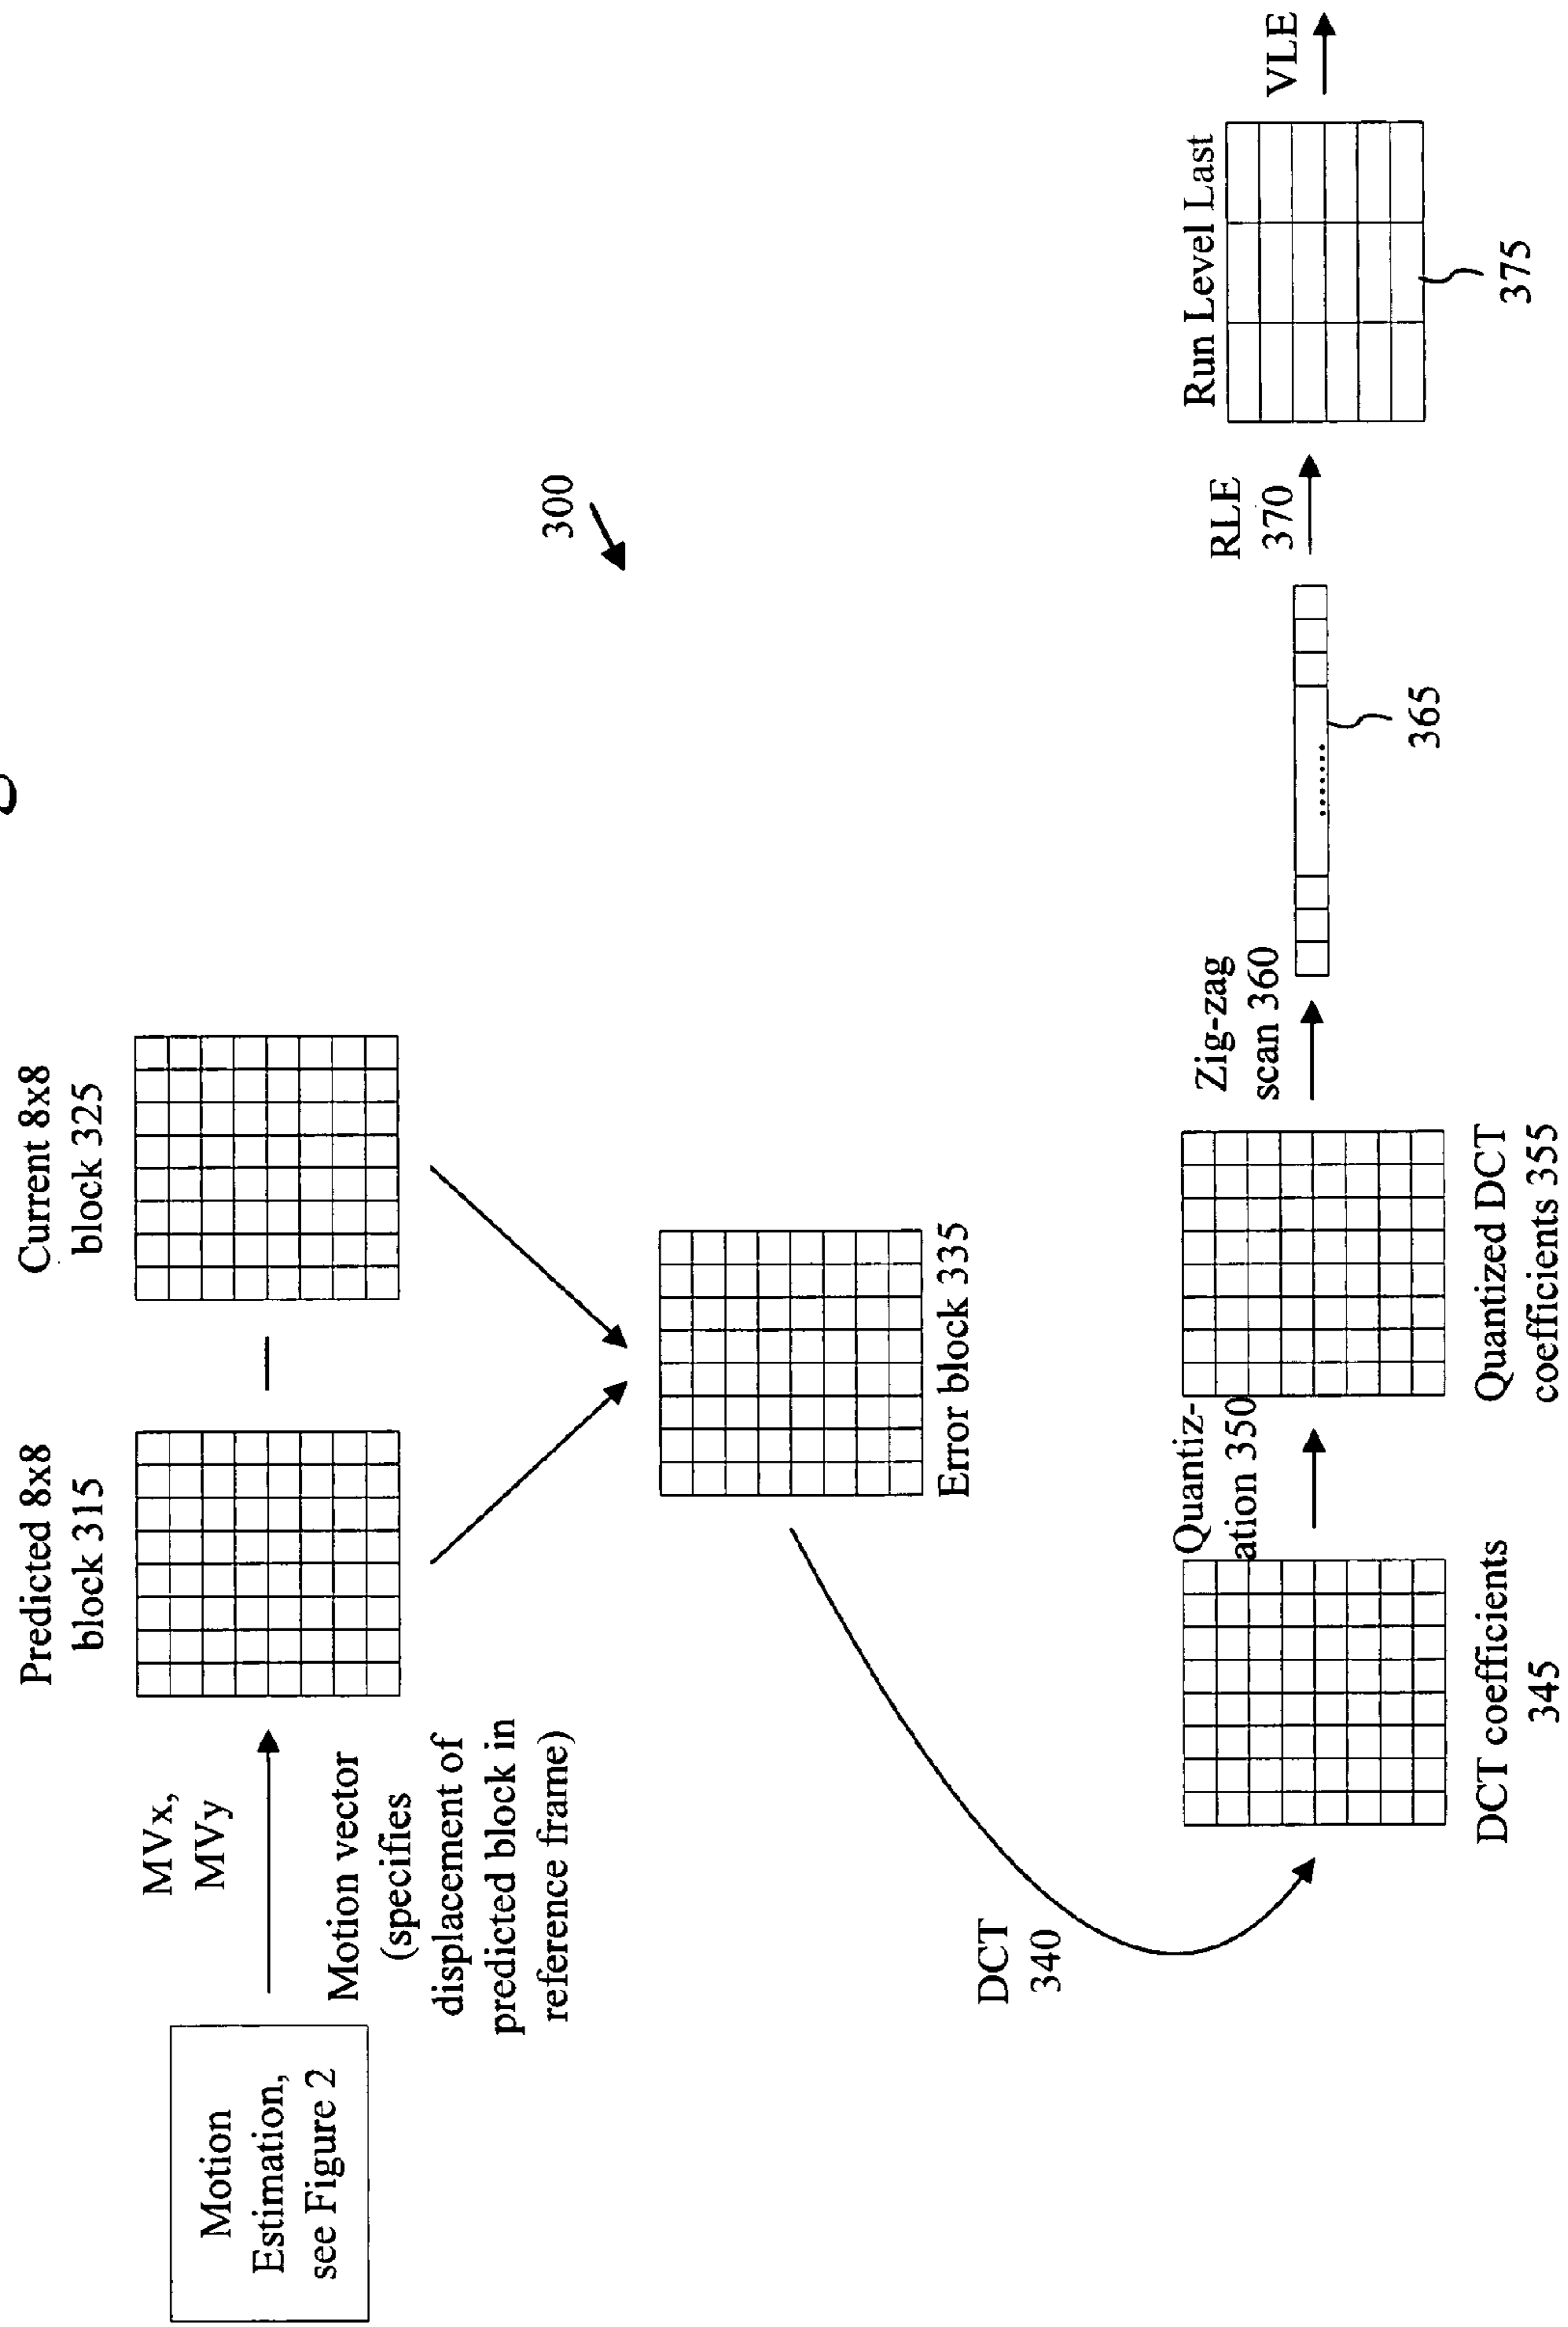 Motion
Estimation,
see Figure 2
MVx,
MVy
Motion vector
(specifies
displacement of
predicted block in
reference frame)
Predicted 8x8
block 315
Current 8x8
block 325
300
Error block 335
DCT
340
DCT coefficients
345
Quantiz-
ation 350
Quantized DCT
coefficients 355
Zig-zag
scan 360
.......
365
RLE
370
Run Level Last
375
VLE